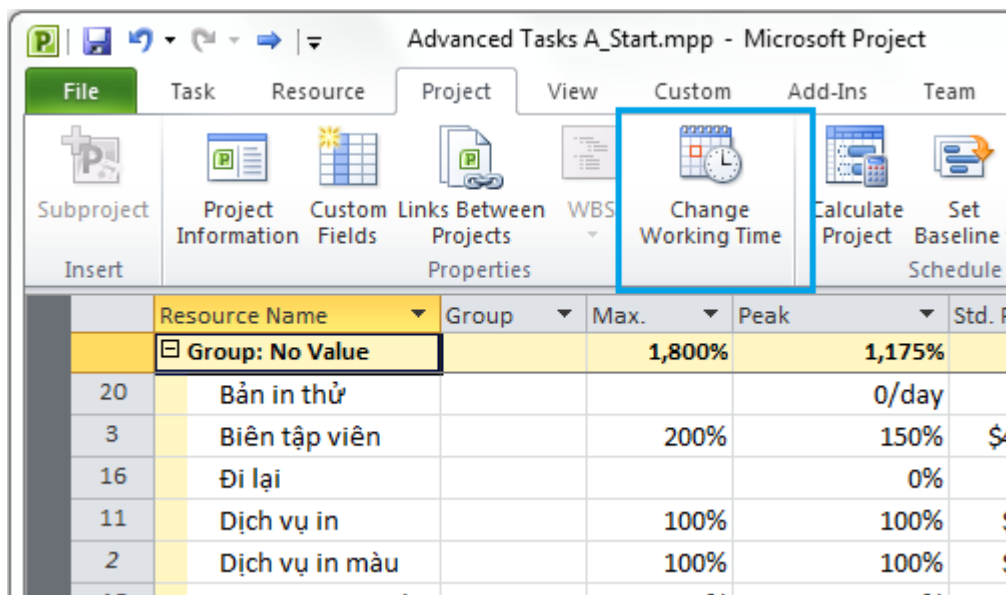 Advanced Tasks A_Start.mpp - Microsoft Project
File Task Resource Project View Custom Add-Ins Team
Subproject
Project Information
Custom Fields
Links Between Projects
WBS
Change Working Time
Calculate Project
Set Baseline
Insert Properties Schedule
Resource Name Group Max. Peak Std.
Group: No Value 1,800% 1,175%
20 Bản in thử 0/day
3 Biên tập viên 200% 150%
16 Đi lại 0%
11 Dịch vụ in 100% 100%
2 Dịch vụ in màu 100% 100%